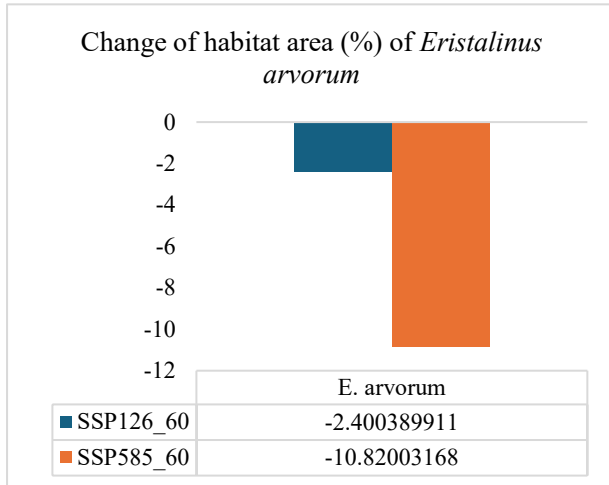 Change of habitat area (%) of Eristalinus
arvorum
0
-2
-4
-6
-8
-10
-12
E. arvorum
SSP126_60 -2.400389911
SSP585_60 -10.82003168